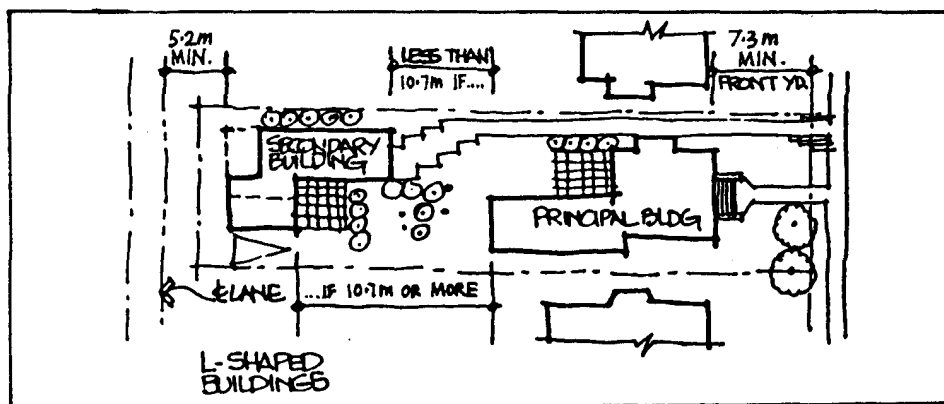 5.2m
MIN.
LESS THAN
10.7m IF....
7.3m
MIN.
FRONT YD.
SECONDARY
BUILDING
PRINCIPAL BLDG
℄ LANE
...IF 10.7m OR MORE
L-SHAPED
BUILDINGS